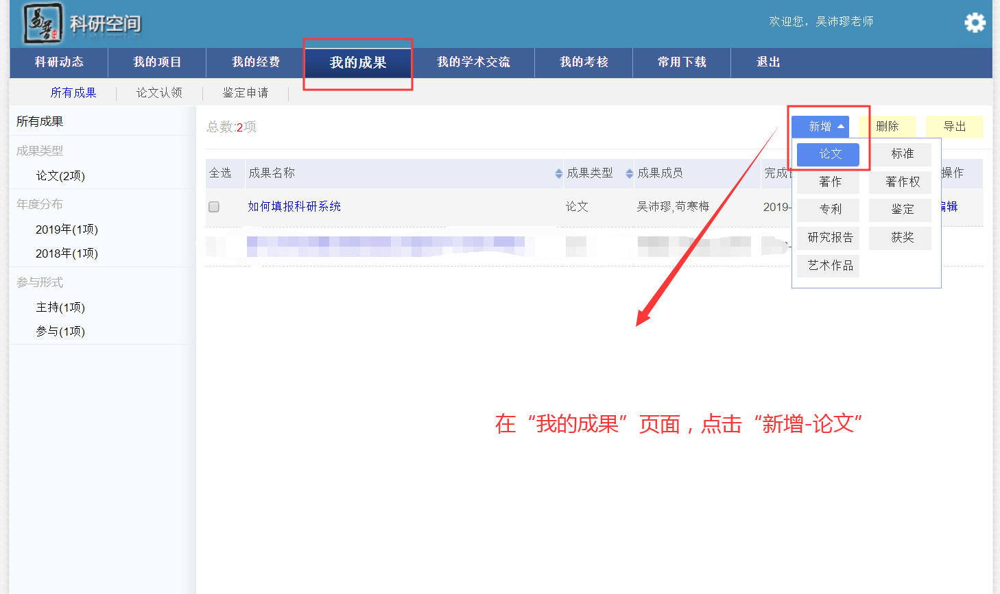 易普 科研空间
欢迎您，吴沛璆老师
科研动态 我的项目 我的经费 我的成果 我的学术交流 我的考核 常用下载 退出
所有成果 论文认领 鉴定申请
所有成果
成果类型
论文(2项)
年度分布
2019年(1项)
2018年(1项)
参与形式
主持(1项)
参与(1项)
总数:2项
新增 删除 导出
论文 标准
著作 著作权
专利 鉴定
研究报告 获奖
艺术作品
全选 成果名称 成果类型 成果成员 完成 操作
如何填报科研系统 论文 吴沛璆,苟寒梅 2019- 编辑
在“我的成果”页面，点击“新增-论文”